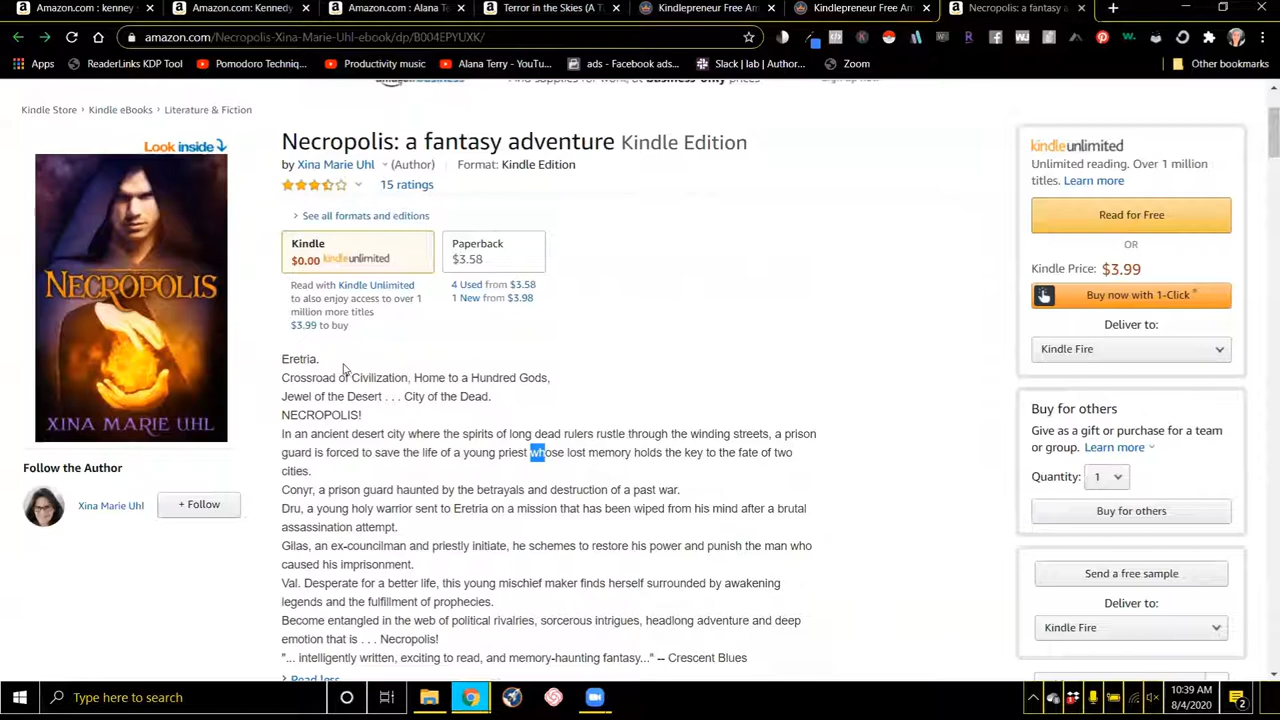 Amazon.com : kenney s
Amazon.com: Kennedy
Amazon.com : Alana Te
Terror in the Skies (A T
Kindlepreneur Free Am
Kindlepreneur Free Am
Necropolis: a fantasy a
amazon.com/Necropolis-Xina-Marie-Uhl-ebook/dp/B004EPYUXK/
Apps
ReaderLinks KDP Tool
Pomodoro Techniq...
Productivity music
Alana Terry - YouTu...
ads - Facebook ads...
Slack | lab | Author...
Zoom
Other bookmarks
Kindle Store › Kindle eBooks › Literature & Fiction
Look inside
NECROPOLIS
XINA MARIE UHL
Follow the Author
Xina Marie Uhl
+ Follow
Necropolis: a fantasy adventure Kindle Edition
by Xina Marie Uhl (Author) Format: Kindle Edition
15 ratings
› See all formats and editions
Kindle
$0.00 kindleunlimited
Paperback
$3.58
Read with Kindle Unlimited
to also enjoy access to over 1
million more titles
$3.99 to buy
4 Used from $3.58
1 New from $3.98
Eretria.
Crossroad of Civilization, Home to a Hundred Gods,
Jewel of the Desert . . . City of the Dead.
NECROPOLIS!
In an ancient desert city where the spirits of long dead rulers rustle through the winding streets, a prison
guard is forced to save the life of a young priest whose lost memory holds the key to the fate of two
cities.
Conyr, a prison guard haunted by the betrayals and destruction of a past war.
Dru, a young holy warrior sent to Eretria on a mission that has been wiped from his mind after a brutal
assassination attempt.
Gilas, an ex-councilman and priestly initiate, he schemes to restore his power and punish the man who
caused his imprisonment.
Val. Desperate for a better life, this young mischief maker finds herself surrounded by awakening
legends and the fulfillment of prophecies.
Become entangled in the web of political rivalries, sorcerous intrigues, headlong adventure and deep
emotion that is . . . Necropolis!
"... intelligently written, exciting to read, and memory-haunting fantasy..." -- Crescent Blues
Read less
kindleunlimited
Unlimited reading. Over 1 million
titles. Learn more
Read for Free
OR
Kindle Price: $3.99
Buy now with 1-Click
Deliver to:
Kindle Fire
Buy for others
Give as a gift or purchase for a team
or group. Learn more
Quantity: 1
Buy for others
Send a free sample
Deliver to:
Kindle Fire
Type here to search
10:39 AM
8/4/2020
2